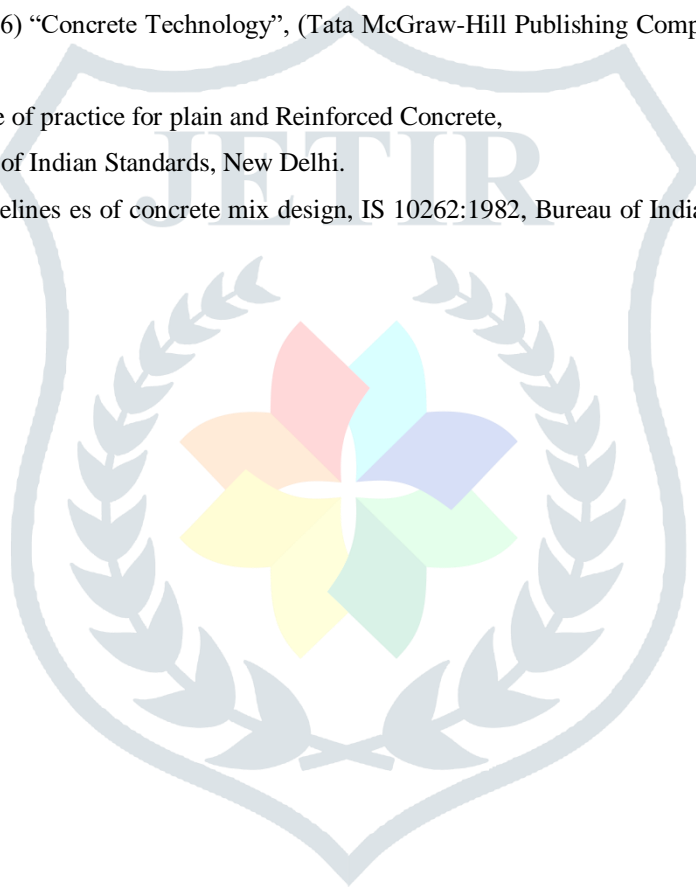 6) “Concrete Technology”, (Tata McGraw-Hill Publishing Comp
e of practice for plain and Reinforced Concrete,
of Indian Standards, New Delhi.
elines es of concrete mix design, IS 10262:1982, Bureau of India
JETIR